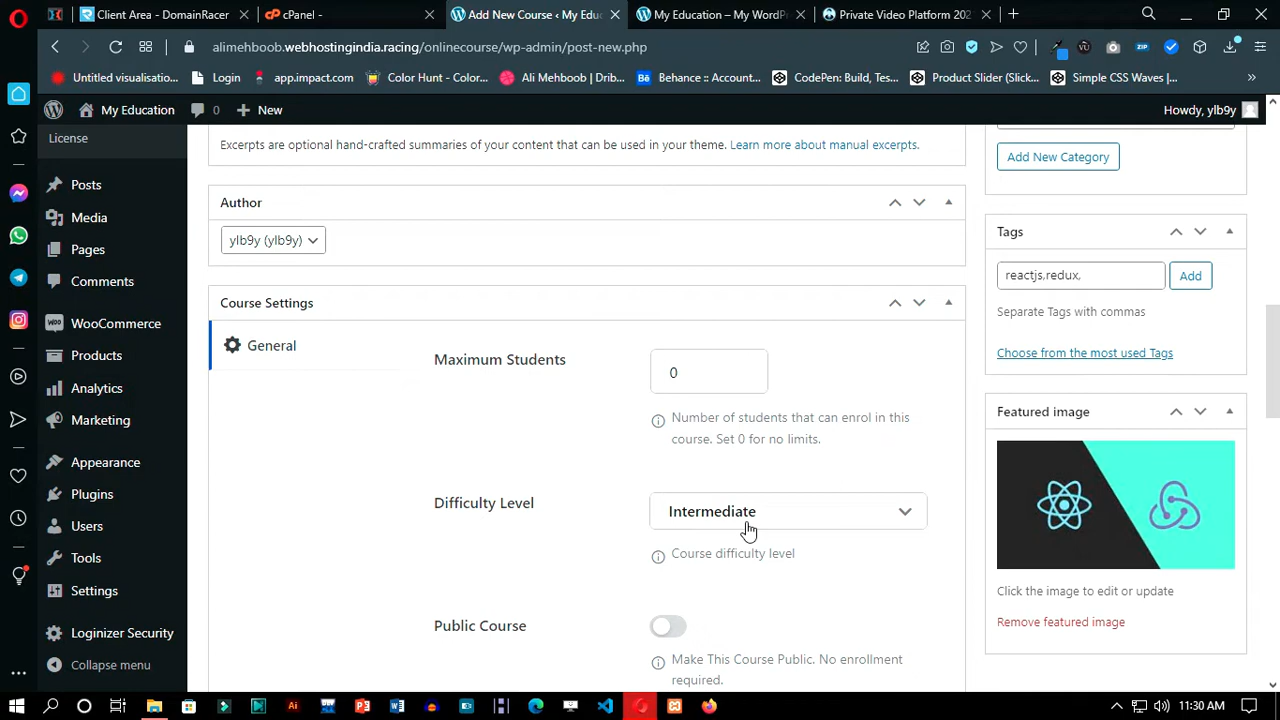 Client Area - DomainRacer
cPanel -
Add New Course ‹ My Edu
My Education – My WordPr
Private Video Platform 202
alimehboob.webhostingindia.racing/onlinecourse/wp-admin/post-new.php
Untitled visualisatio...
Login
app.impact.com
Color Hunt - Color...
Ali Mehboob | Drib...
Behance :: Account...
CodePen: Build, Tes...
Product Slider (Slick...
Simple CSS Waves |...
My Education
0
New
Howdy, ylb9y
License
Posts
Media
Pages
Comments
WooCommerce
Products
Analytics
Marketing
Appearance
Plugins
Users
Tools
Settings
Loginizer Security
Collapse menu
Excerpts are optional hand-crafted summaries of your content that can be used in your theme. Learn more about manual excerpts.
Author
ylb9y (ylb9y)
Course Settings
General
Maximum Students
0
Number of students that can enrol in this
course. Set 0 for no limits.
Difficulty Level
Intermediate
Course difficulty level
Public Course
Make This Course Public. No enrollment
required.
Add New Category
Tags
reactjs,redux,
Add
Separate Tags with commas
Choose from the most used Tags
Featured image
Click the image to edit or update
Remove featured image
11:30 AM